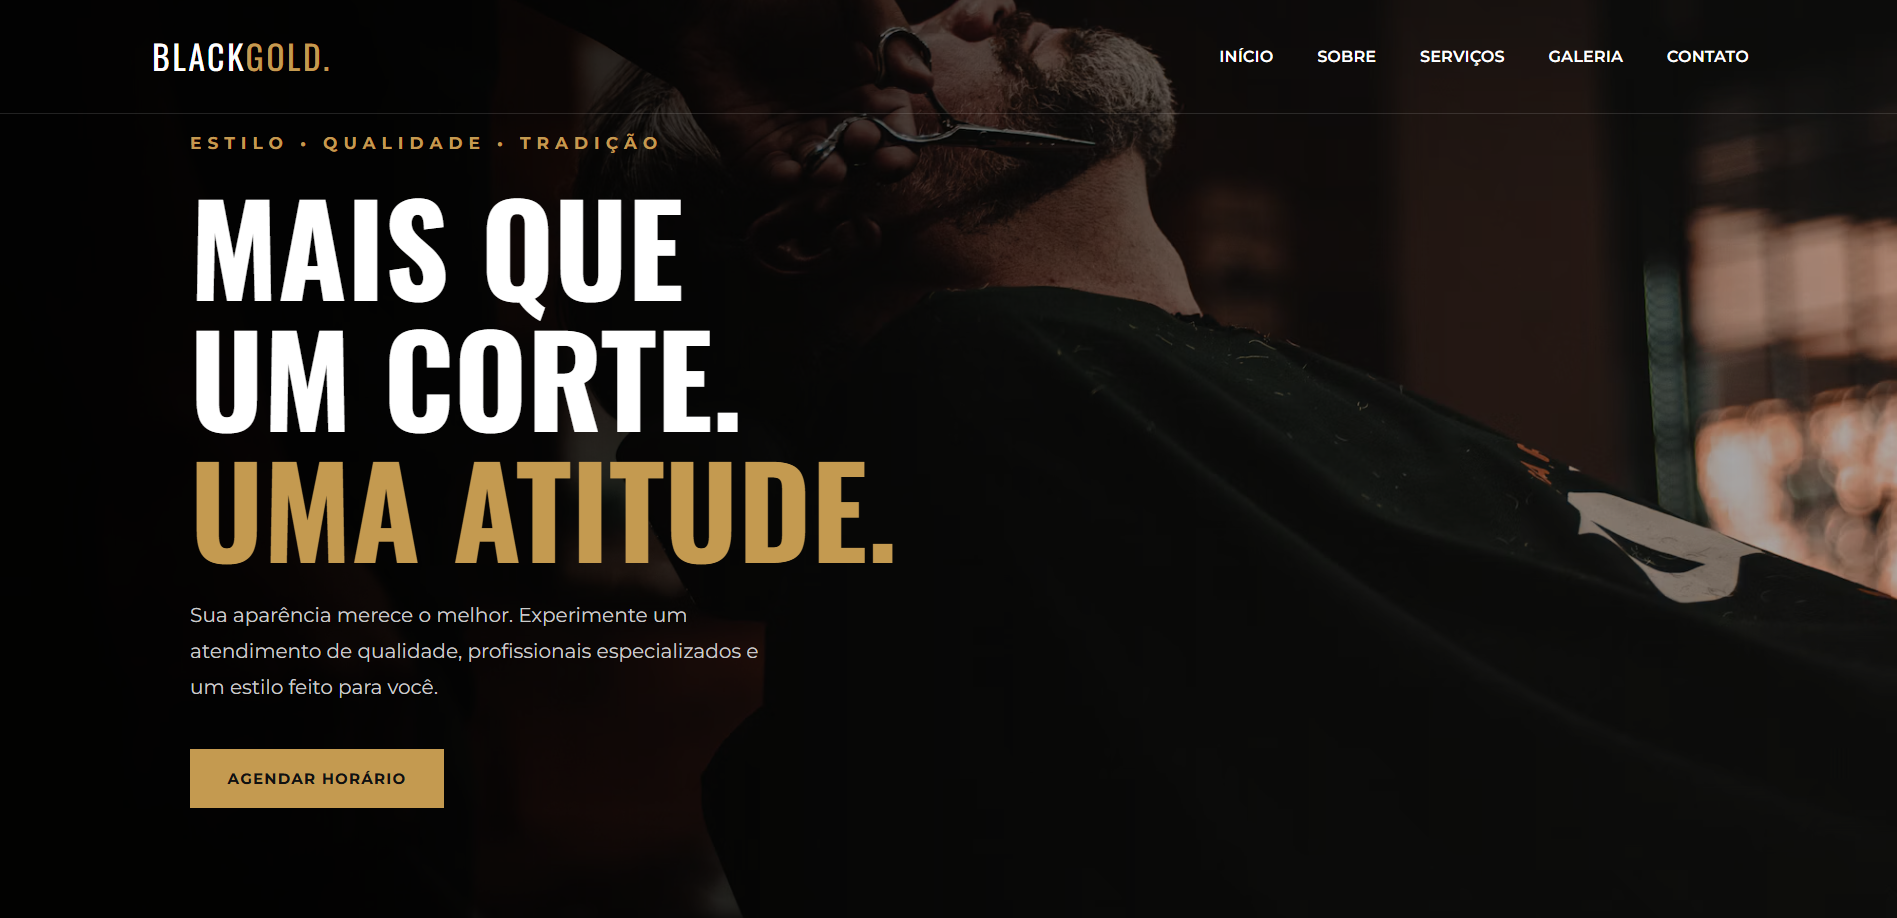 BLACKGOLD.
INÍCIO SOBRE SERVIÇOS GALERIA CONTATO
ESTILO • QUALIDADE • TRADIÇÃO
MAIS QUE
UM CORTE.
UMA ATITUDE.
Sua aparência merece o melhor. Experimente um
atendimento de qualidade, profissionais especializados e
um estilo feito para você.
AGENDAR HORÁRIO